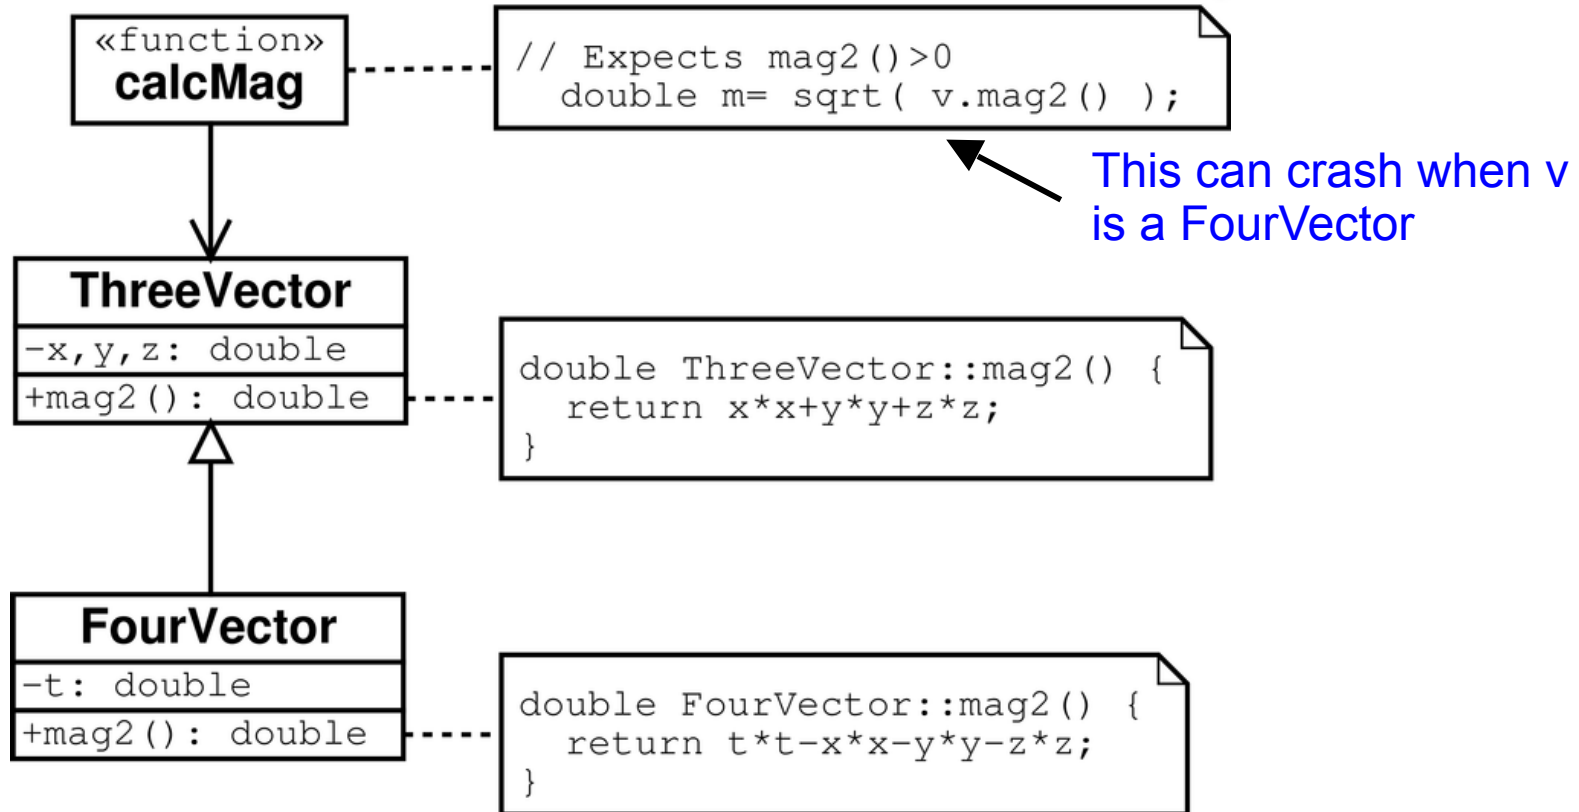 «function»
calcMag
// Expects mag2()>0
double m= sqrt( v.mag2() );
This can crash when v
is a FourVector
ThreeVector
-x,y,z: double
+mag2(): double
double ThreeVector::mag2() {
return x*x+y*y+z*z;
}
FourVector
-t: double
+mag2(): double
double FourVector::mag2() {
return t*t-x*x-y*y-z*z;
}